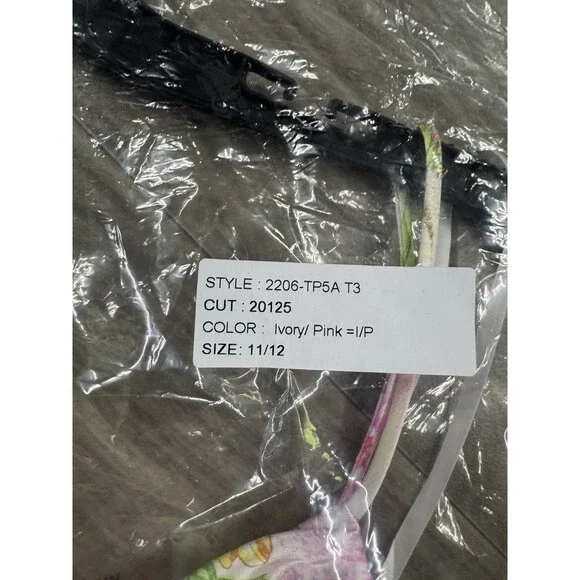 STYLE : 2206-TP5A T3
CUT : 20125
COLOR :  Ivory/ Pink =I/P
SIZE: 11/12